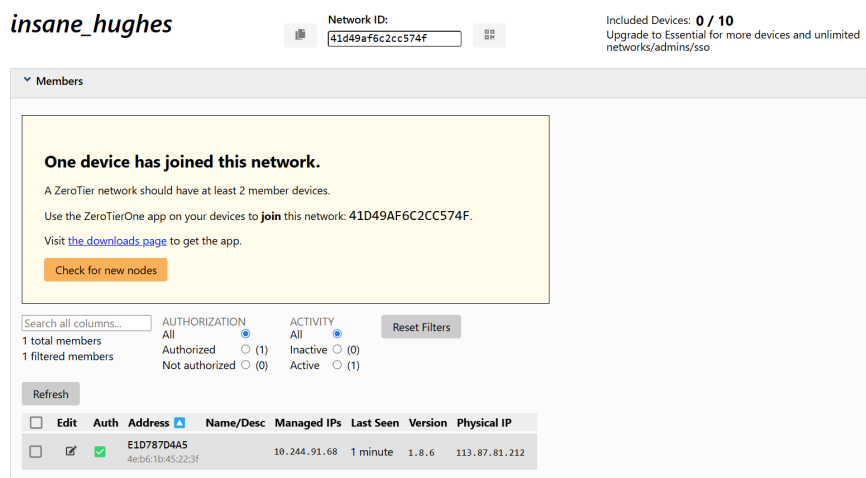 insane_hughes
Network ID:
41d49af6c2cc574f
Included Devices: 0 / 10
Upgrade to Essential for more devices and unlimited
networks/admins/sso
Members
One device has joined this network.
A ZeroTier network should have at least 2 member devices.
Use the ZeroTierOne app on your devices to join this network: 41D49AF6C2CC574F.
Visit the downloads page to get the app.
Check for new nodes
Search all columns...
1 total members
1 filtered members
AUTHORIZATION
All
Authorized (1)
Not authorized (0)
ACTIVITY
All
Inactive (0)
Active (1)
Reset Filters
Refresh
Edit Auth Address Name/Desc Managed IPs Last Seen Version Physical IP
E1D787D4A5
4e:b6:1b:45:22:3f
10.244.91.68 1 minute 1.8.6 113.87.81.212